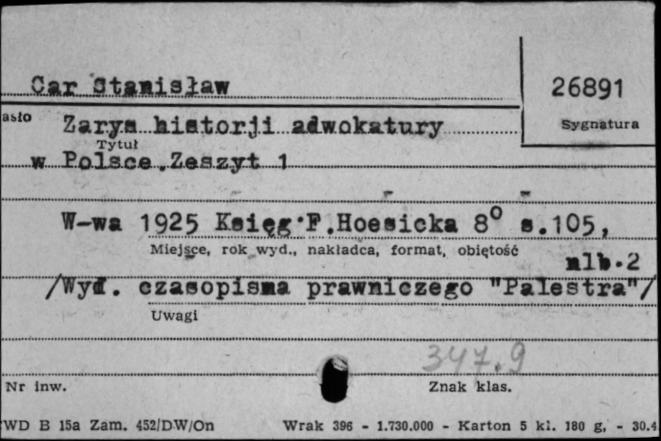 Car Stanisław
26891
asło
Zarys historji adwokatury
Sygnatura
Tytuł
w Polsce.Zeszyt 1
W-wa 1925 Księg.F.Hoesicka 8° s.105,
Miejsce, rok wyd., nakładca, format, objętość
nlb.2
/Wyd. czasopisma prawniczego "Palestra"/
Uwagi
347.9
Nr inw.
Znak klas.
WD B 15a Zam. 452/D.W/On Wrak 396 - 1.730.000 - Karton 5 kl. 180 g, - 30.4